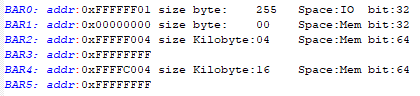 BAR0: addr:0xFFFFFF01 size byte:    255   Space:IO  bit:32
BAR1: addr:0x00000000 size byte:    00    Space:Mem bit:32
BAR2: addr:0xFFFFF004 size Kilobyte:04    Space:Mem bit:64
BAR3: addr:0xFFFFFFFF
BAR4: addr:0xFFFFC004 size Kilobyte:16    Space:Mem bit:64
BAR5: addr:0xFFFFFFFF